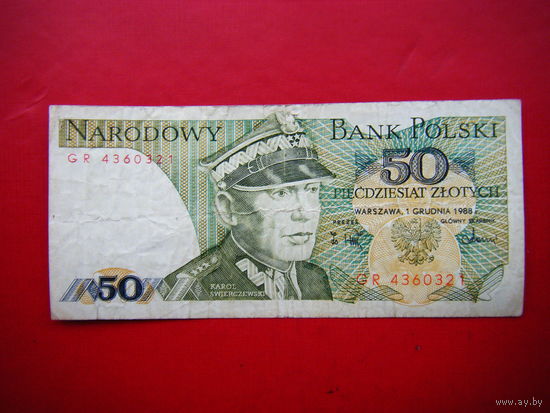 NARODOWY BANK POLSKI
GR 4360321
50
PIĘĆDZIESIĄT ZŁOTYCH
WARSZAWA, 1 GRUDNIA 1988
PREZES GŁÓWNY SKARBNIK
GR 4360321
50
KAROL
ŚWIERCZEWSKI
www.ay.by